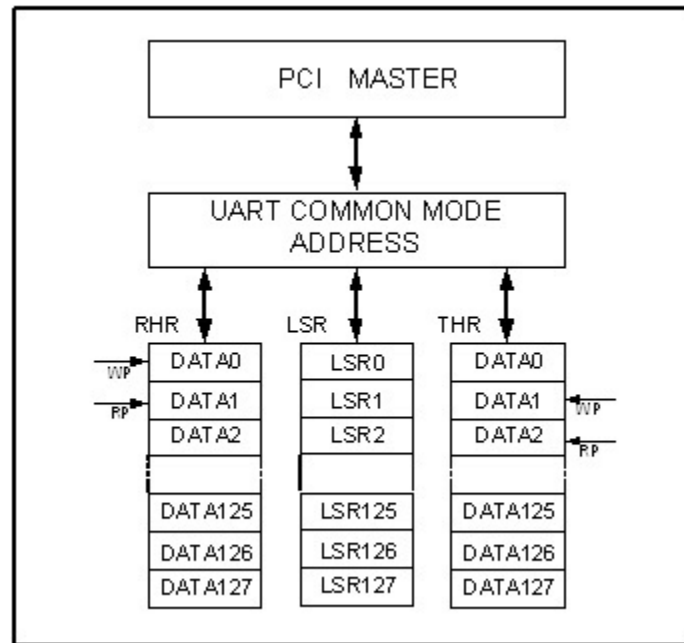 PCI MASTER
UART COMMON MODE
ADDRESS
RHR
LSR
THR
WP
RP
DATA0
DATA1
DATA2
DATA125
DATA126
DATA127
LSR0
LSR1
LSR2
LSR125
LSR126
LSR127
DATA0
DATA1
DATA2
DATA125
DATA126
DATA127
WP
RP